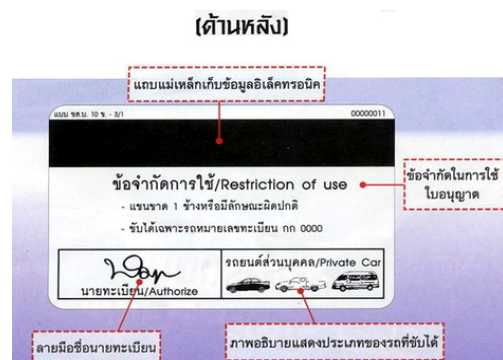 (ด้านหลัง)
แถบแม่เหล็กเก็บข้อมูลอิเล็คทรอนิค
แบบ ขส.บ. 10 ข. - 3/1
00000011
ข้อจำกัดการใช้/Restriction of use
- แขนขาด 1 ข้างหรือมีลักษณะผิดปกติ
- ขับได้เฉพาะรถหมายเลขทะเบียน กก 0000
ข้อจำกัดในการใช้
ใบอนุญาต
นายทะเบียน/Authorize
รถยนต์ส่วนบุคคล/Private Car
ลายมือชื่อนายทะเบียน
ภาพอธิบายแสดงประเภทของรถที่ขับได้